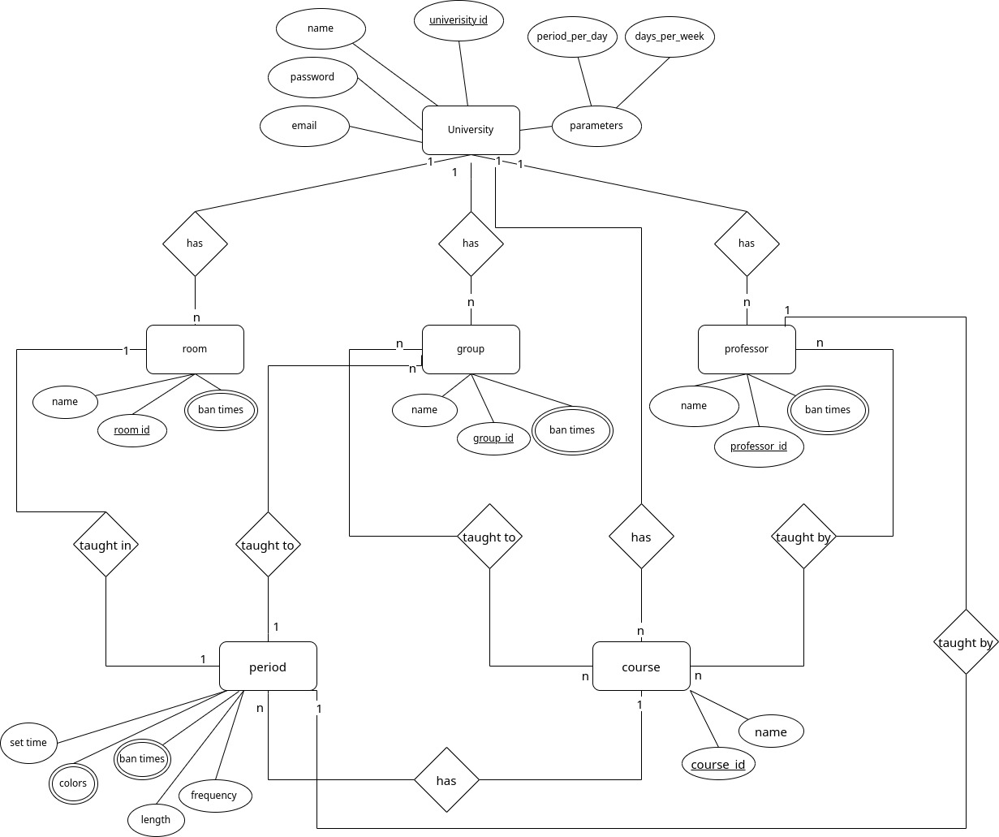 univerisity id
name
period_per_day
days_per_week
password
email
University
parameters
1
1
1
1
has
has
has
n
n
n
1
room
1
n
group
n
professor
n
name
room id
ban times
name
group_id
ban times
name
professor_id
ban times
taught in
taught to
taught to
has
taught by
taught by
1
1
n
period
n
course
n
n
1
1
set time
colors
ban times
length
frequency
has
name
course_id